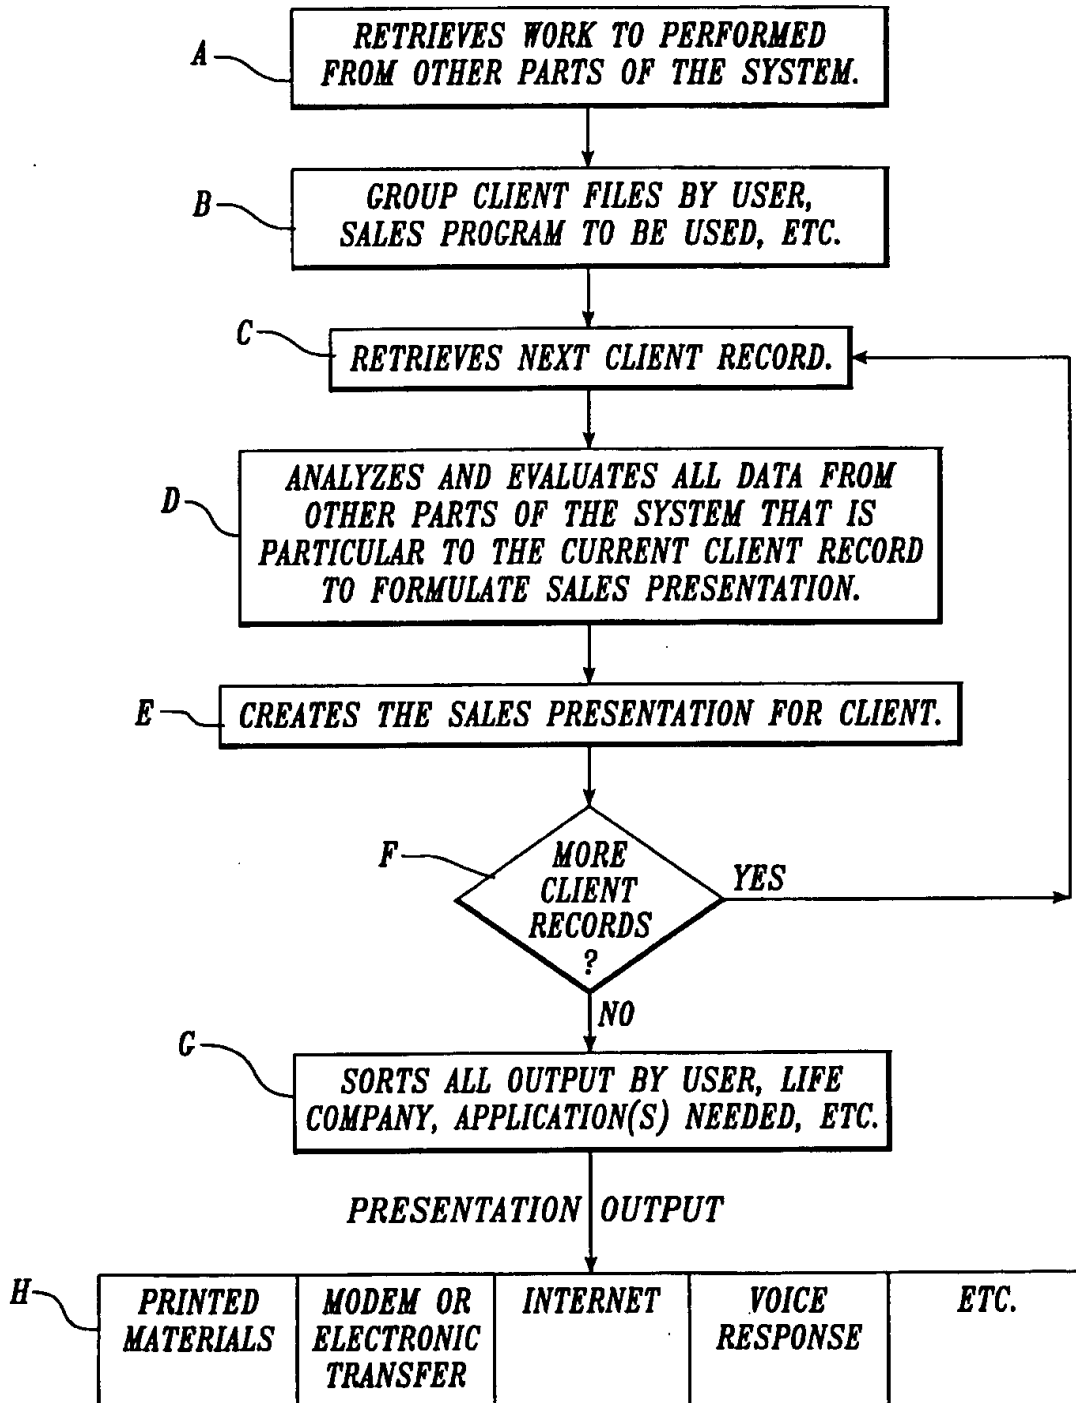 A
RETRIEVES WORK TO PERFORMED
FROM OTHER PARTS OF THE SYSTEM.
B
GROUP CLIENT FILES BY USER,
SALES PROGRAM TO BE USED, ETC.
C
RETRIEVES NEXT CLIENT RECORD.
D
ANALYZES AND EVALUATES ALL DATA FROM
OTHER PARTS OF THE SYSTEM THAT IS
PARTICULAR TO THE CURRENT CLIENT RECORD
TO FORMULATE SALES PRESENTATION.
E
CREATES THE SALES PRESENTATION FOR CLIENT.
F
MORE
CLIENT
RECORDS
?
YES
NO
G
SORTS ALL OUTPUT BY USER, LIFE
COMPANY, APPLICATION(S) NEEDED, ETC.
PRESENTATION OUTPUT
H
PRINTED
MATERIALS
MODEM OR
ELECTRONIC
TRANSFER
INTERNET
VOICE
RESPONSE
ETC.